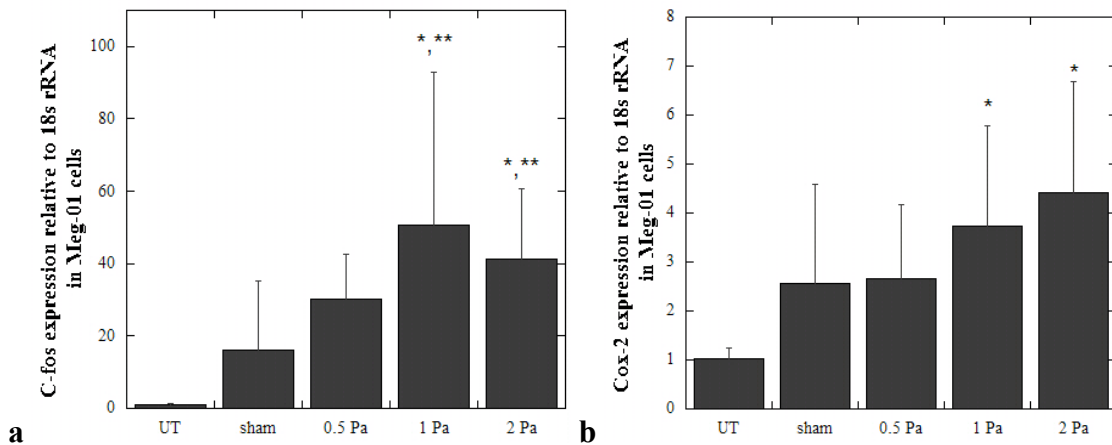 C-fos expression relative to 18s rRNA
in Meg-01 cells
100
80
60
40
20
0
*,**
*,**
UT sham 0.5 Pa 1 Pa 2 Pa
a
Cox-2 expression relative to 18s rRNA
in Meg-01 cells
8
7
6
5
4
3
2
1
0
*
*
UT sham 0.5 Pa 1 Pa 2 Pa
b